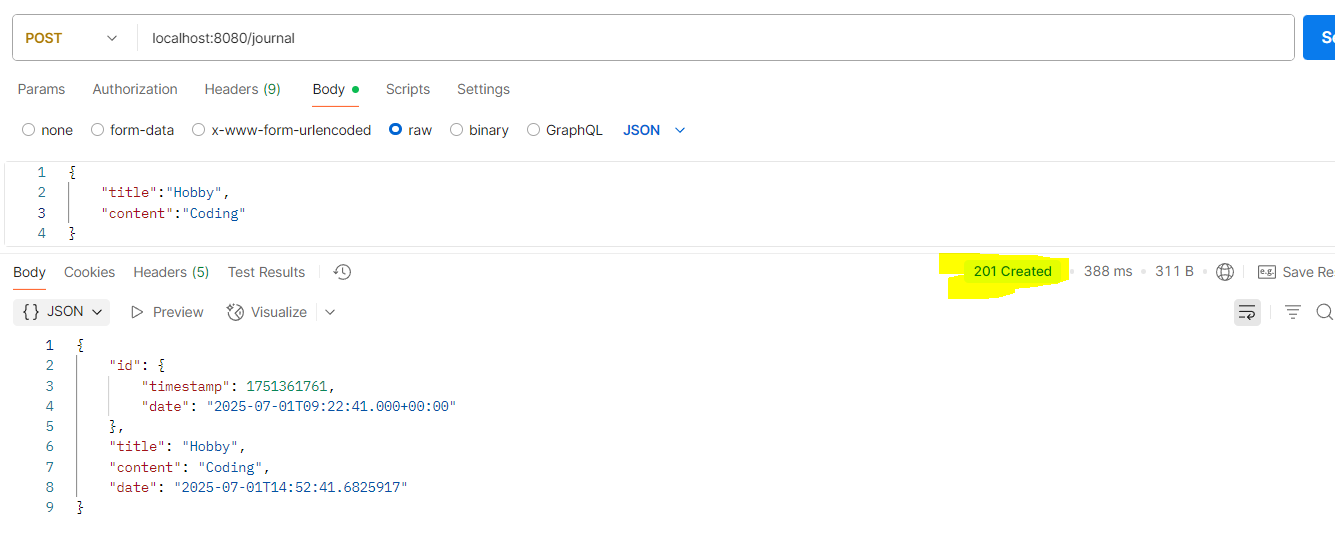 POST localhost:8080/journal Se
Params Authorization Headers (9) Body Scripts Settings
none form-data x-www-form-urlencoded raw binary GraphQL JSON
1 {
2 "title":"Hobby",
3 "content":"Coding"
4 }
Body Cookies Headers (5) Test Results 201 Created 388 ms 311 B e.g. Save Re
{} JSON Preview Visualize
1 {
2 "id": {
3 "timestamp": 1751361761,
4 "date": "2025-07-01T09:22:41.000+00:00"
5 },
6 "title": "Hobby",
7 "content": "Coding",
8 "date": "2025-07-01T14:52:41.6825917"
9 }